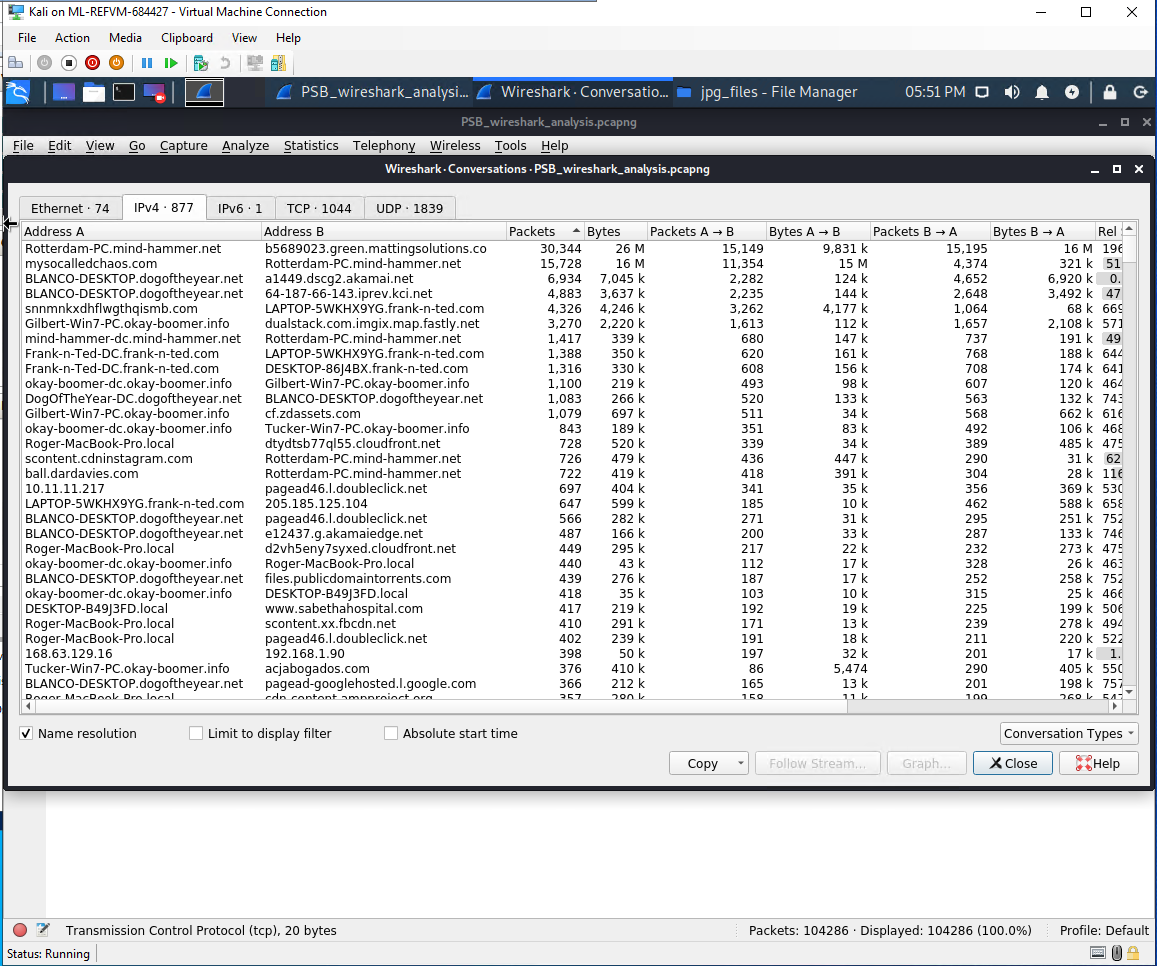 Kali on ML-REFVM-684427 - Virtual Machine Connection
File Action Media Clipboard View Help
PSB_wireshark_analysi... Wireshark · Conversatio... jpg_files - File Manager 05:51 PM
PSB_wireshark_analysis.pcapng
File Edit View Go Capture Analyze Statistics Telephony Wireless Tools Help
Wireshark · Conversations · PSB_wireshark_analysis.pcapng
Ethernet · 74 IPv4 · 877 IPv6 · 1 TCP · 1044 UDP · 1839
Address A Address B Packets Bytes Packets A → B Bytes A → B Packets B → A Bytes B → A Rel
Rotterdam-PC.mind-hammer.net b5689023.green.mattingsolutions.co 30,344 26 M 15,149 9,831 k 15,195 16 M 196
mysocalledchaos.com Rotterdam-PC.mind-hammer.net 15,728 16 M 11,354 15 M 4,374 321 k 51
BLANCO-DESKTOP.dogoftheyear.net a1449.dscg2.akamai.net 6,934 7,045 k 2,282 124 k 4,652 6,920 k 0.
BLANCO-DESKTOP.dogoftheyear.net 64-187-66-143.iprev.kci.net 4,883 3,637 k 2,235 144 k 2,648 3,492 k 47
snnmnkxdhflwgthqismb.com LAPTOP-5WKHX9YG.frank-n-ted.com 4,326 4,246 k 3,262 4,177 k 1,064 68 k 669
Gilbert-Win7-PC.okay-boomer.info dualstack.com.imgix.map.fastly.net 3,270 2,220 k 1,613 112 k 1,657 2,108 k 571
mind-hammer-dc.mind-hammer.net Rotterdam-PC.mind-hammer.net 1,417 339 k 680 147 k 737 191 k 49
Frank-n-Ted-DC.frank-n-ted.com LAPTOP-5WKHX9YG.frank-n-ted.com 1,388 350 k 620 161 k 768 188 k 644
Frank-n-Ted-DC.frank-n-ted.com DESKTOP-86J4BX.frank-n-ted.com 1,316 330 k 608 156 k 708 174 k 641
okay-boomer-dc.okay-boomer.info Gilbert-Win7-PC.okay-boomer.info 1,100 219 k 493 98 k 607 120 k 464
DogOfTheYear-DC.dogoftheyear.net BLANCO-DESKTOP.dogoftheyear.net 1,083 266 k 520 133 k 563 132 k 743
Gilbert-Win7-PC.okay-boomer.info cf.zdassets.com 1,079 697 k 511 34 k 568 662 k 616
okay-boomer-dc.okay-boomer.info Tucker-Win7-PC.okay-boomer.info 843 189 k 351 83 k 492 106 k 468
Roger-MacBook-Pro.local dtydtsb77ql55.cloudfront.net 728 520 k 339 34 k 389 485 k 475
scontent.cdninstagram.com Rotterdam-PC.mind-hammer.net 726 479 k 436 447 k 290 31 k 62
ball.dardavies.com Rotterdam-PC.mind-hammer.net 722 419 k 418 391 k 304 28 k 116
10.11.11.217 pagead46.l.doubleclick.net 697 404 k 341 35 k 356 369 k 530
LAPTOP-5WKHX9YG.frank-n-ted.com 205.185.125.104 647 599 k 185 10 k 462 588 k 658
BLANCO-DESKTOP.dogoftheyear.net pagead46.l.doubleclick.net 566 282 k 271 31 k 295 251 k 752
BLANCO-DESKTOP.dogoftheyear.net e12437.g.akamaiedge.net 487 166 k 200 33 k 287 133 k 746
Roger-MacBook-Pro.local d2vh5eny7syxed.cloudfront.net 449 295 k 217 22 k 232 273 k 475
okay-boomer-dc.okay-boomer.info Roger-MacBook-Pro.local 440 43 k 112 17 k 328 26 k 463
BLANCO-DESKTOP.dogoftheyear.net files.publicdomaintorrents.com 439 276 k 187 17 k 252 258 k 752
okay-boomer-dc.okay-boomer.info DESKTOP-B49J3FD.local 418 35 k 103 10 k 315 25 k 466
DESKTOP-B49J3FD.local www.sabethahospital.com 417 219 k 192 19 k 225 199 k 506
Roger-MacBook-Pro.local scontent.xx.fbcdn.net 410 291 k 171 13 k 239 278 k 494
Roger-MacBook-Pro.local pagead46.l.doubleclick.net 402 239 k 191 18 k 211 220 k 522
168.63.129.16 192.168.1.90 398 50 k 197 32 k 201 17 k 1.
Tucker-Win7-PC.okay-boomer.info acjabogados.com 376 410 k 86 5,474 290 405 k 550
BLANCO-DESKTOP.dogoftheyear.net pagead-googlehosted.l.google.com 366 212 k 165 13 k 201 198 k 757
Roger-MacBook-Pro.local cdn-content.ampproject.org 357 280 k 158 11 k 199 268 k 547
Name resolution Limit to display filter Absolute start time Conversation Types
Copy Follow Stream... Graph... Close Help
Transmission Control Protocol (tcp), 20 bytes Packets: 104286 · Displayed: 104286 (100.0%) Profile: Default
Status: Running